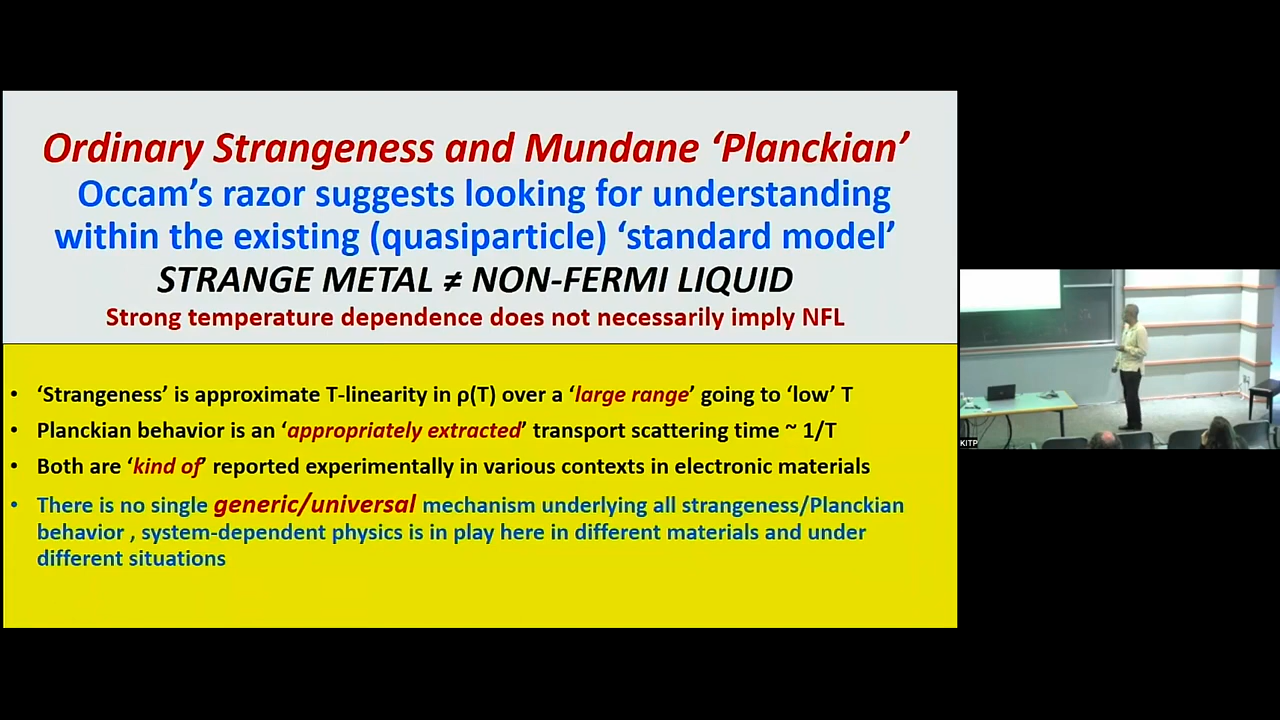 Ordinary Strangeness and Mundane ‘Planckian’
Occam’s razor suggests looking for understanding
within the existing (quasiparticle) ‘standard model’
STRANGE METAL ≠ NON-FERMI LIQUID
Strong temperature dependence does not necessarily imply NFL
• ‘Strangeness’ is approximate T-linearity in ρ(T) over a ‘large range’ going to ‘low’ T
• Planckian behavior is an ‘appropriately extracted’ transport scattering time ~ 1/T
• Both are ‘kind of’ reported experimentally in various contexts in electronic materials
• There is no single generic/universal mechanism underlying all strangeness/Planckian
behavior , system-dependent physics is in play here in different materials and under
different situations
KITP